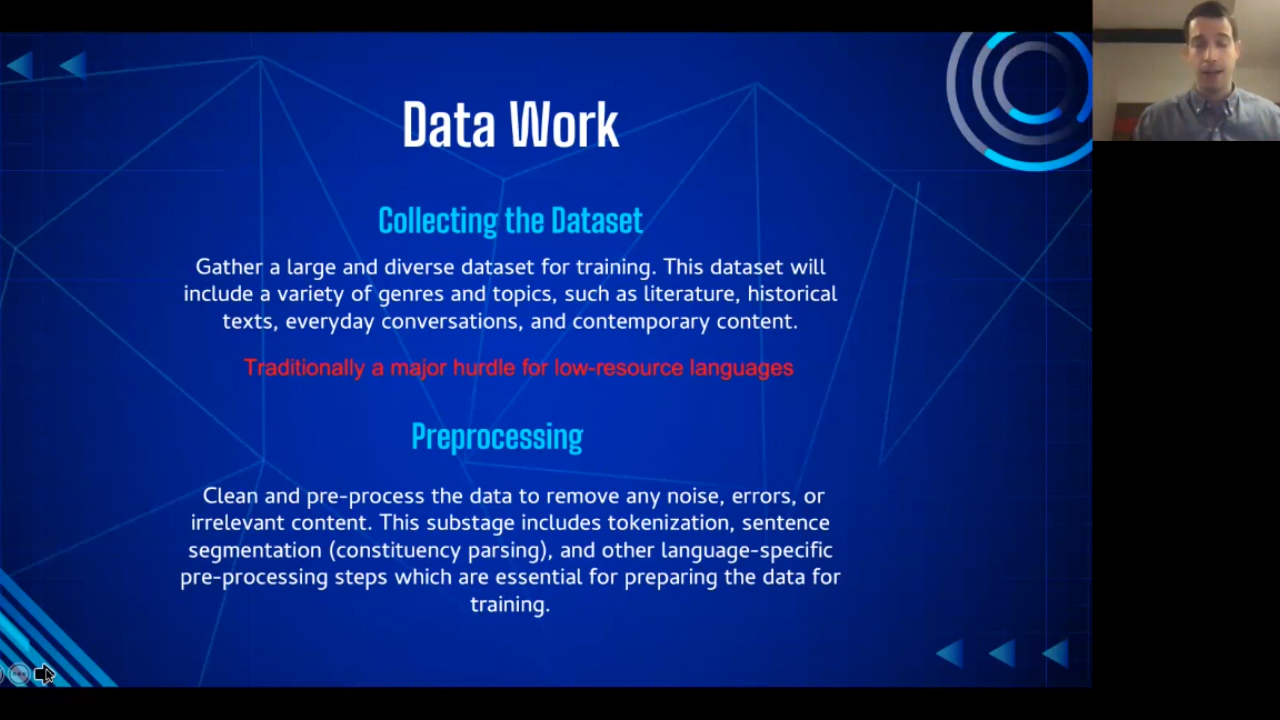 Data Work
Collecting the Dataset
Gather a large and diverse dataset for training. This dataset will
include a variety of genres and topics, such as literature, historical
texts, everyday conversations, and contemporary content.
Traditionally a major hurdle for low-resource languages
Preprocessing
Clean and pre-process the data to remove any noise, errors, or
irrelevant content. This substage includes tokenization, sentence
segmentation (constituency parsing), and other language-specific
pre-processing steps which are essential for preparing the data for
training.